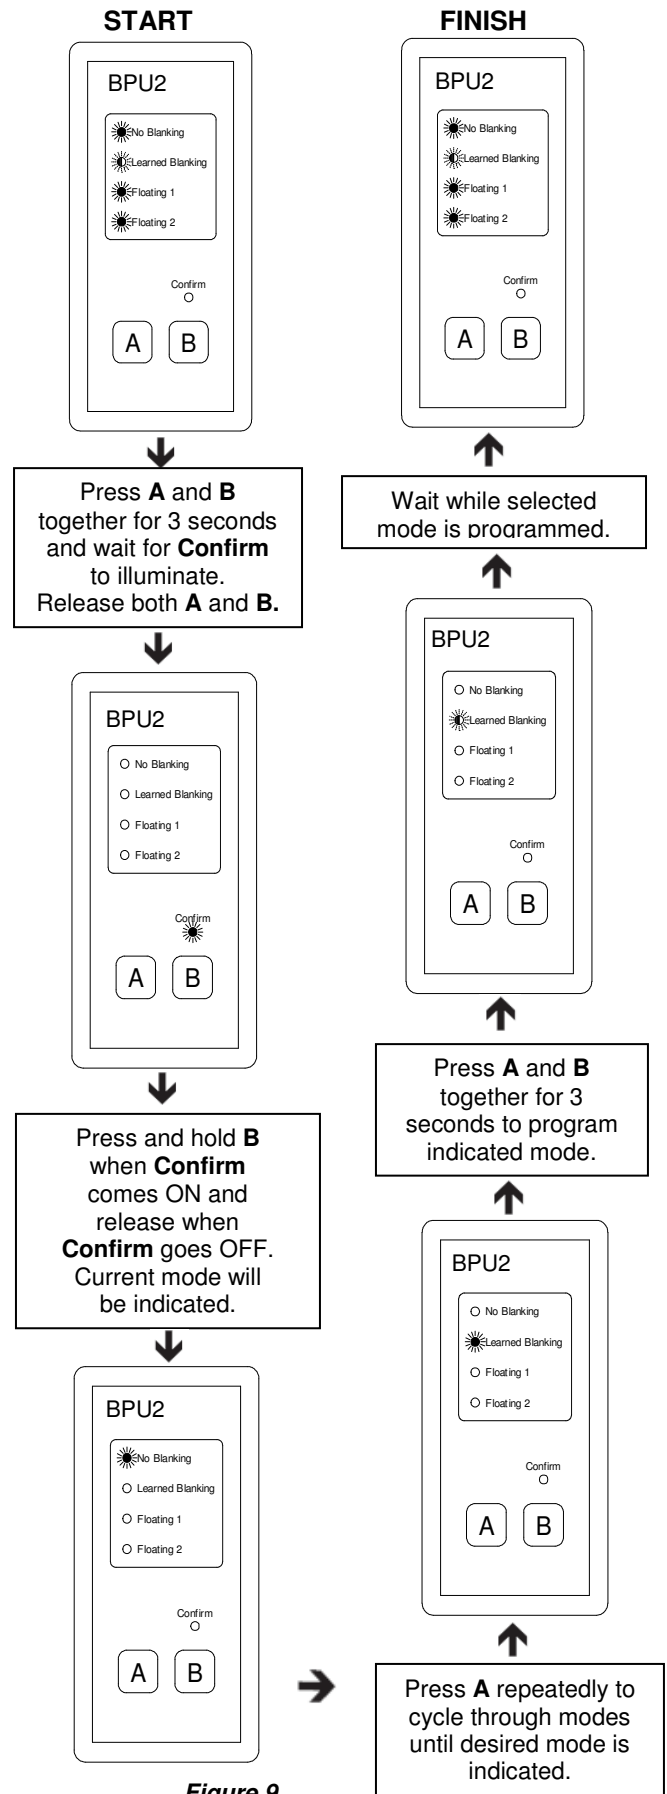 START
BPU2
No Blanking
Learned Blanking
Floating 1
Floating 2
Confirm
A B
Press A and B
together for 3 seconds
and wait for Confirm
to illuminate.
Release both A and B.
BPU2
No Blanking
Learned Blanking
Floating 1
Floating 2
Confirm
A B
Press and hold B
when Confirm
comes ON and
release when
Confirm goes OFF.
Current mode will
be indicated.
BPU2
No Blanking
Learned Blanking
Floating 1
Floating 2
Confirm
A B
Figure 9
Press A repeatedly to
cycle through modes
until desired mode is
indicated.
BPU2
No Blanking
Learned Blanking
Floating 1
Floating 2
Confirm
A B
Press A and B
together for 3
seconds to program
indicated mode.
BPU2
No Blanking
Learned Blanking
Floating 1
Floating 2
Confirm
A B
Wait while selected
mode is programmed.
FINISH
BPU2
No Blanking
Learned Blanking
Floating 1
Floating 2
Confirm
A B